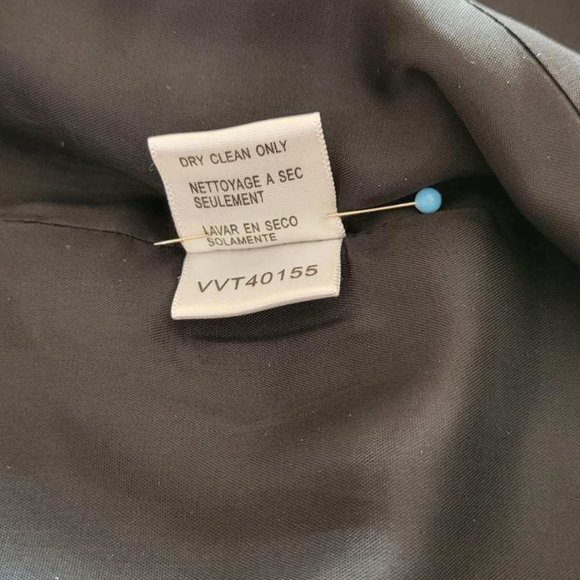 DRY CLEAN ONLY
NETTOYAGE A SEC
SEULEMENT
LAVAR EN SECO
SOLAMENTE
VVT40155